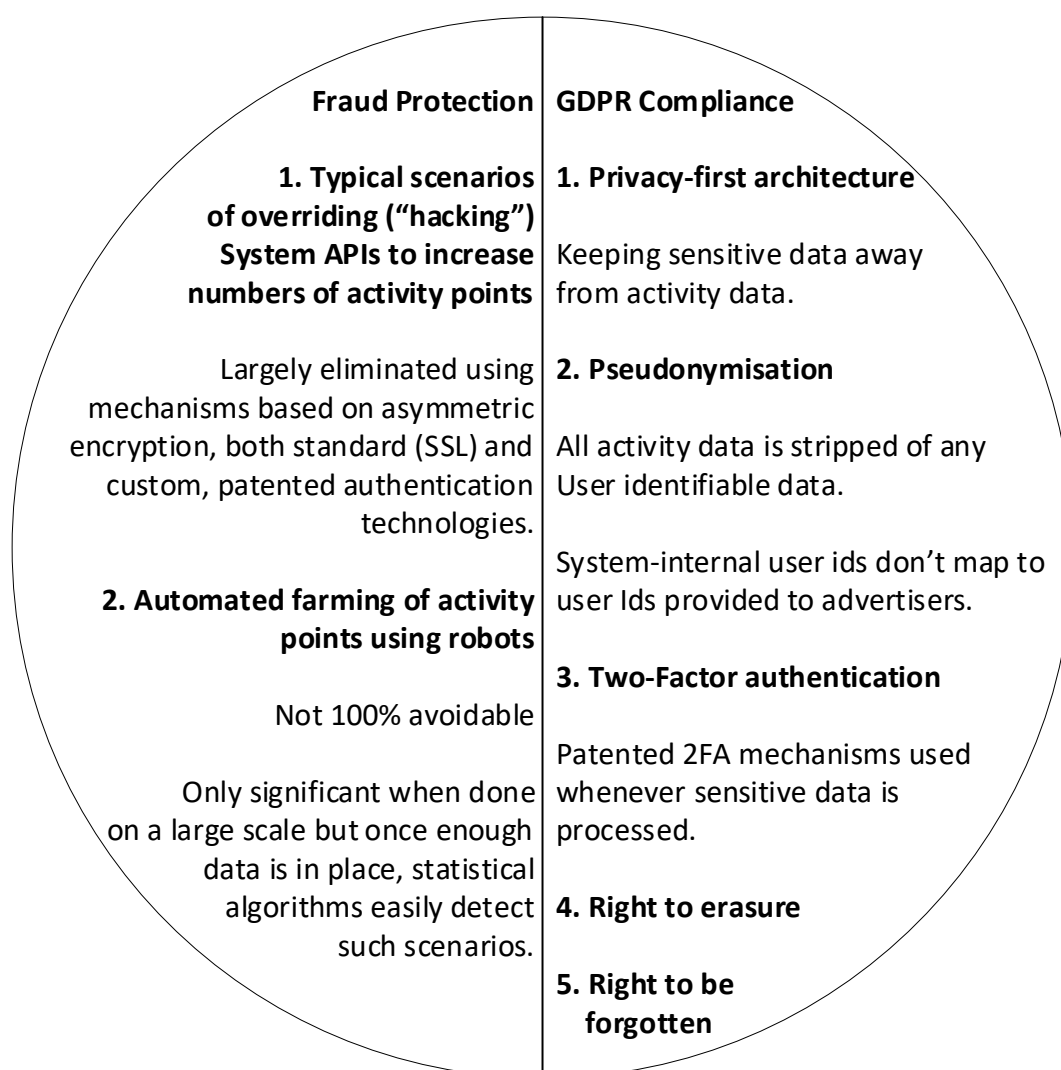 Fraud Protection
1. Typical scenarios
of overriding (“hacking”)
System APIs to increase
numbers of activity points
Largely eliminated using
mechanisms based on asymmetric
encryption, both standard (SSL) and
custom, patented authentication
technologies.
2. Automated farming of activity
points using robots
Not 100% avoidable
Only significant when done
on a large scale but once enough
data is in place, statistical
algorithms easily detect
such scenarios.
GDPR Compliance
1. Privacy-first architecture
Keeping sensitive data away
from activity data.
2. Pseudonymisation
All activity data is stripped of any
User identifiable data.
System-internal user ids don’t map to
user Ids provided to advertisers.
3. Two-Factor authentication
Patented 2FA mechanisms used
whenever sensitive data is
processed.
4. Right to erasure
5. Right to be
forgotten